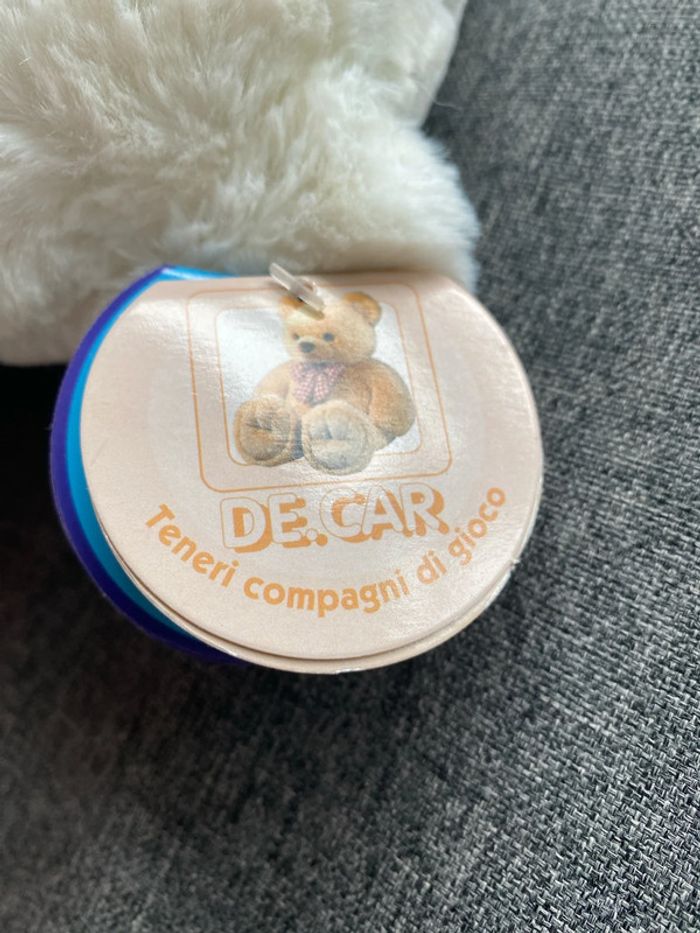 DE.CAR
Teneri compagni di gioco